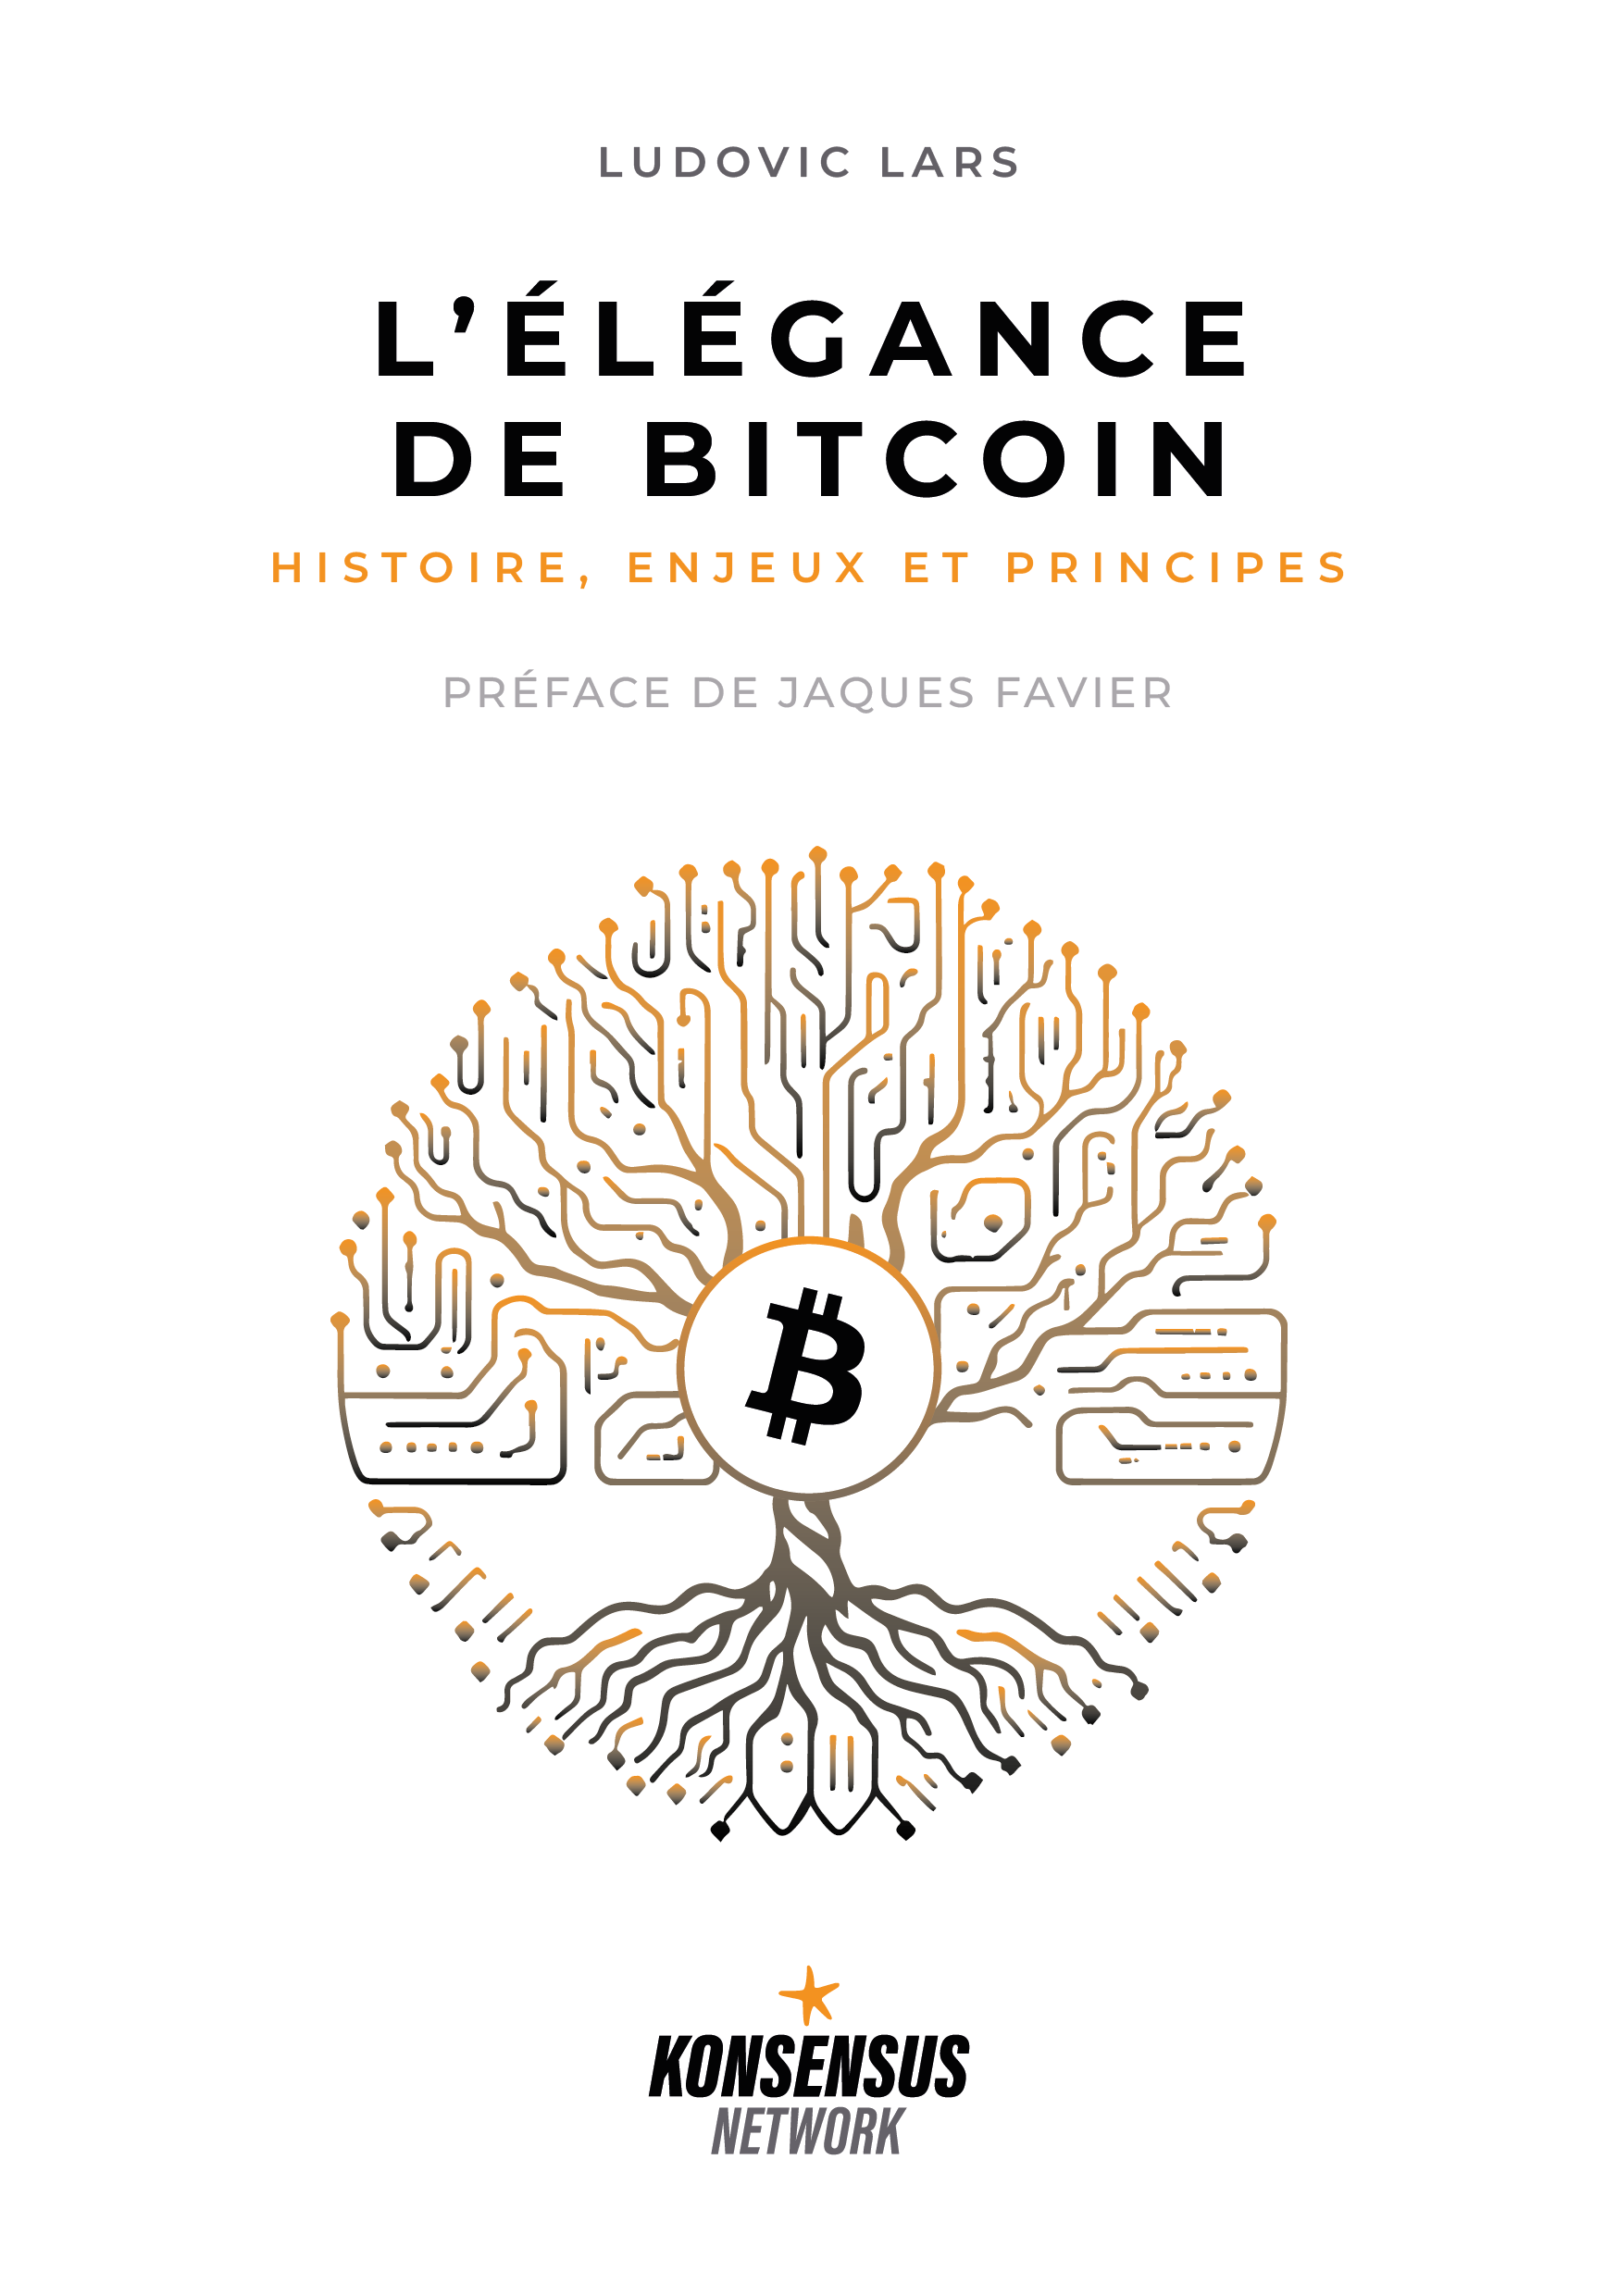 LUDOVIC LARS
L’ÉLÉGANCE
DE BITCOIN
HISTOIRE, ENJEUX ET PRINCIPES
PRÉFACE DE JAQUES FAVIER
KONSENSUS
NETWORK